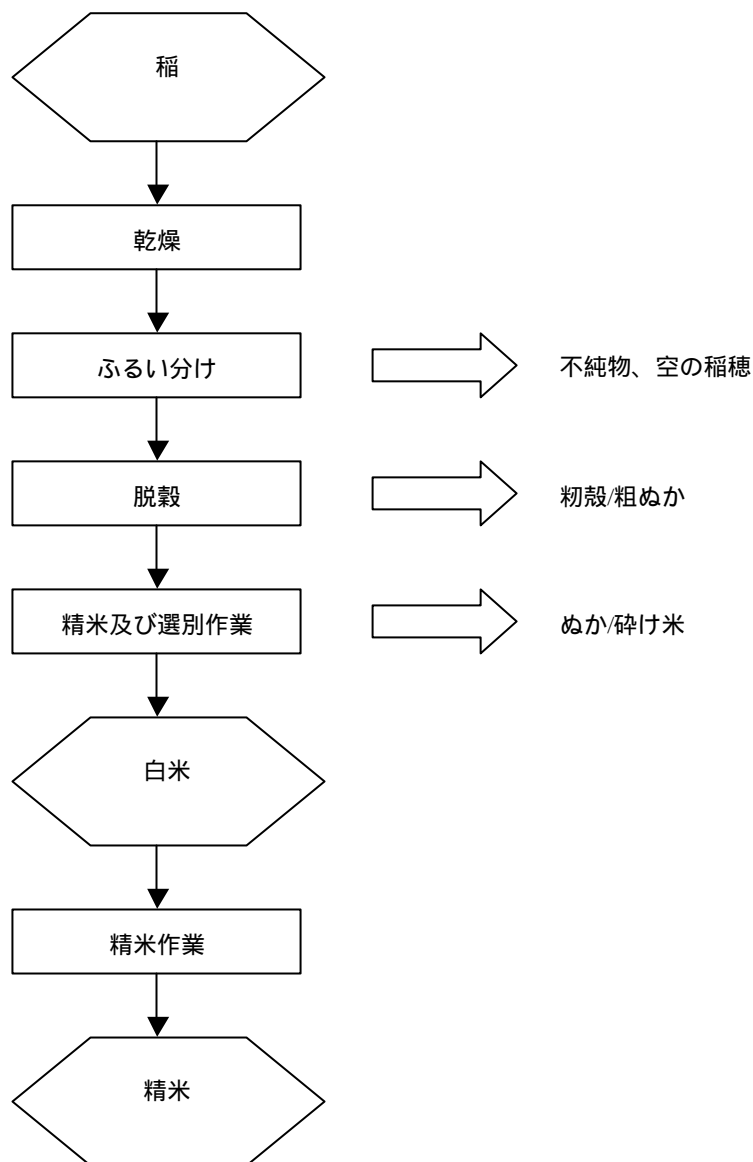 稲
乾燥
ふるい分け
不純物、空の稲穂
脱穀
籾殻/粗ぬか
精米及び選別作業
ぬか/砕け米
白米
精米作業
精米